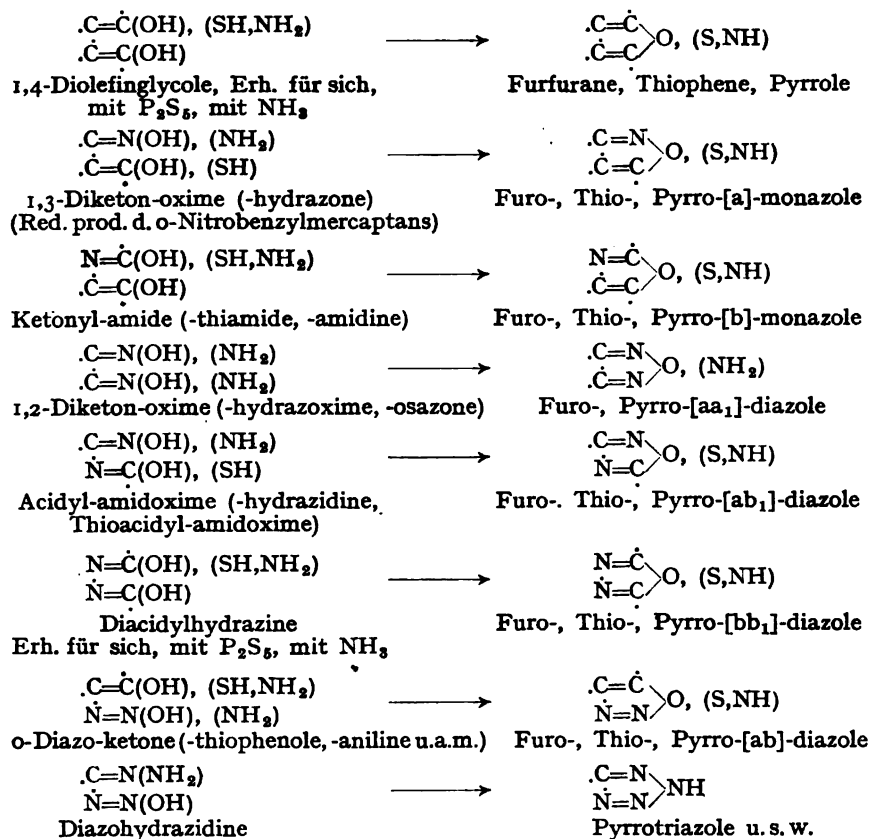 .C=Ċ(OH), (SH,NH₂) ⟶ .C=Ċ
.Ċ=C(OH) .Ċ=C⟩O, (S,NH)
1,4-Diolefinglycole, Erh. für sich, Furfurane, Thiophene, Pyrrole
mit P₂S₅, mit NH₃
.C=N(OH), (NH₂) ⟶ .C=N
.Ċ=C(OH), (SH) .Ċ=C⟩O, (S,NH)
1,3-Diketon-oxime (-hydrazone) Furo-, Thio-, Pyrro-[a]-monazole
(Red. prod. d. o-Nitrobenzylmercaptans)
N=Ċ(OH), (SH,NH₂) ⟶ N=Ċ
.Ċ=C(OH) .Ċ=C⟩O, (S,NH)
Ketonyl-amide (-thiamide, -amidine) Furo-, Thio-, Pyrro-[b]-monazole
.C=N(OH), (NH₂) ⟶ .C=N
.Ċ=N(OH), (NH₂) .Ċ=N⟩O, (NH₂)
1,2-Diketon-oxime (-hydrazoxime, -osazone) Furo-, Pyrro-[aa₁]-diazole
.C=N(OH), (NH₂) ⟶ .C=N
Ṅ=C(OH), (SH) Ṅ=C⟩O, (S,NH)
Acidyl-amidoxime (-hydrazidine, Furo-. Thio-, Pyrro-[ab₁]-diazole
Thioacidyl-amidoxime)
N=Ċ(OH), (SH,NH₂) ⟶ N=Ċ
Ṅ=C(OH) Ṅ=C⟩O, (S,NH)
Diacidylhydrazine Furo-, Thio-, Pyrro-[bb₁]-diazole
Erh. für sich, mit P₂S₅, mit NH₃
.C=Ċ(OH), (SH,NH₂) ⟶ .C=Ċ
Ṅ=N(OH), (NH₂) Ṅ=N⟩O, (S,NH)
o-Diazo-ketone (-thiophenole, -aniline u.a.m.) Furo-, Thio-, Pyrro-[ab]-diazole
.C=N(NH₂) ⟶ .C=N
Ṅ=N(OH) Ṅ=N⟩NH
Diazohydrazidine Pyrrotriazole u. s. w.